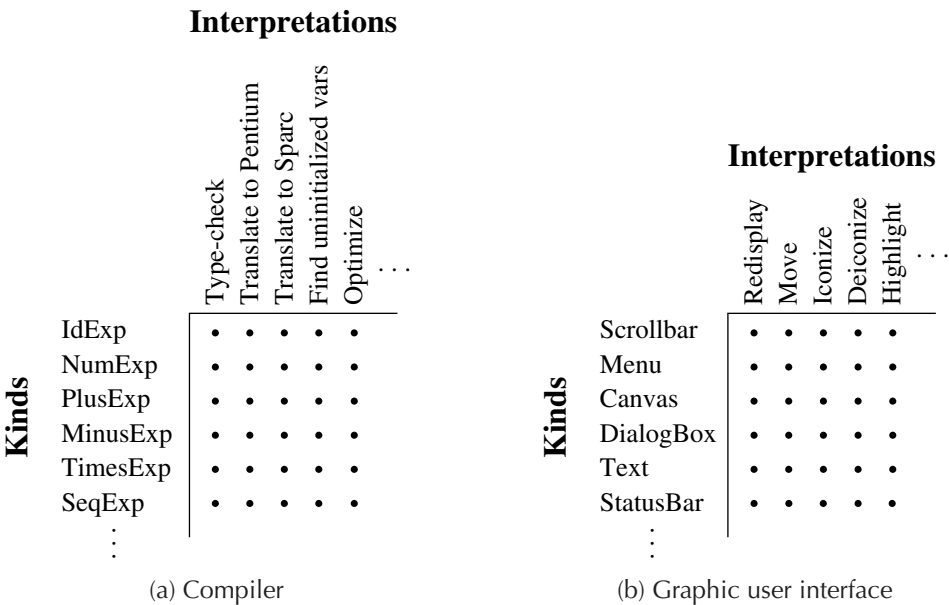 Interpretations
Type-check
Translate to Pentium
Translate to Sparc
Find uninitialized vars
Optimize
. . .
Kinds
IdExp
NumExp
PlusExp
MinusExp
TimesExp
SeqExp
(a) Compiler
Interpretations
Redisplay
Move
Iconize
Deiconize
Highlight
. . .
Kinds
Scrollbar
Menu
Canvas
DialogBox
Text
StatusBar
(b) Graphic user interface